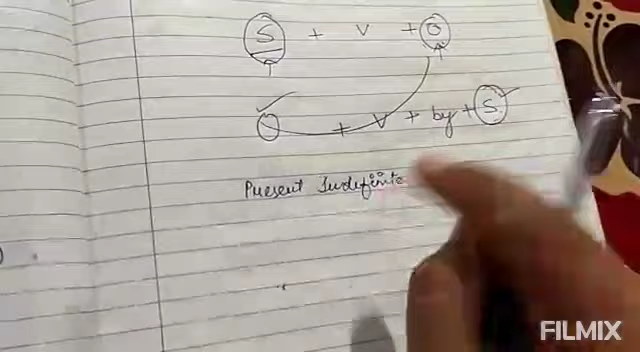 S + V + O
O + V + by + S
Present Indefinite
FILMIX